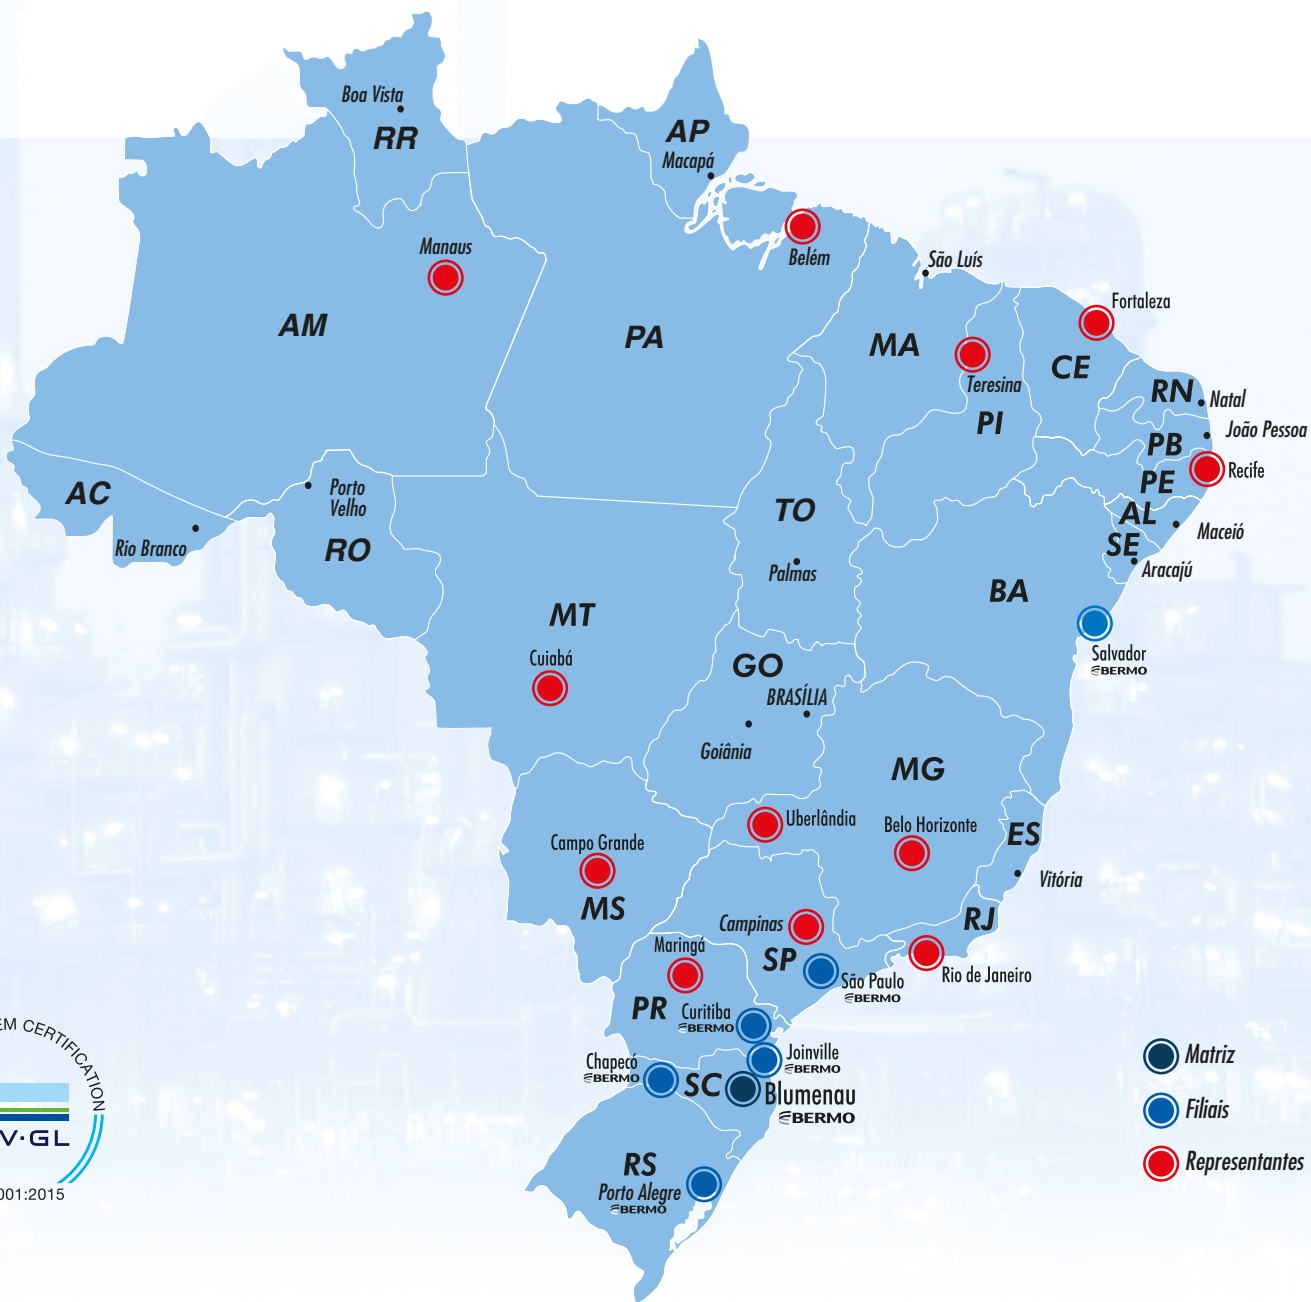 Boa Vista
RR
AP
Macapá
Manaus
Belém
São Luís
AM
PA
MA
Fortaleza
Teresina
CE
PI
RN
Natal
João Pessoa
PB
Recife
PE
AC
Porto
Velho
Rio Branco
RO
TO
Palmas
AL
Maceió
SE
Aracajú
BA
MT
Cuiabá
Salvador
BERMO
GO
BRASÍLIA
Goiânia
MG
Uberlândia
Belo Horizonte
ES
Vitória
Campo Grande
MS
RJ
Rio de Janeiro
Campinas
SP
São Paulo
BERMO
Maringá
PR
Curitiba
BERMO
Joinville
BERMO
Chapecó
BERMO
SC
Blumenau
BERMO
RS
Porto Alegre
BERMO
EM CERTIFICATION
V·GL
001:2015
Matriz
Filiais
Representantes